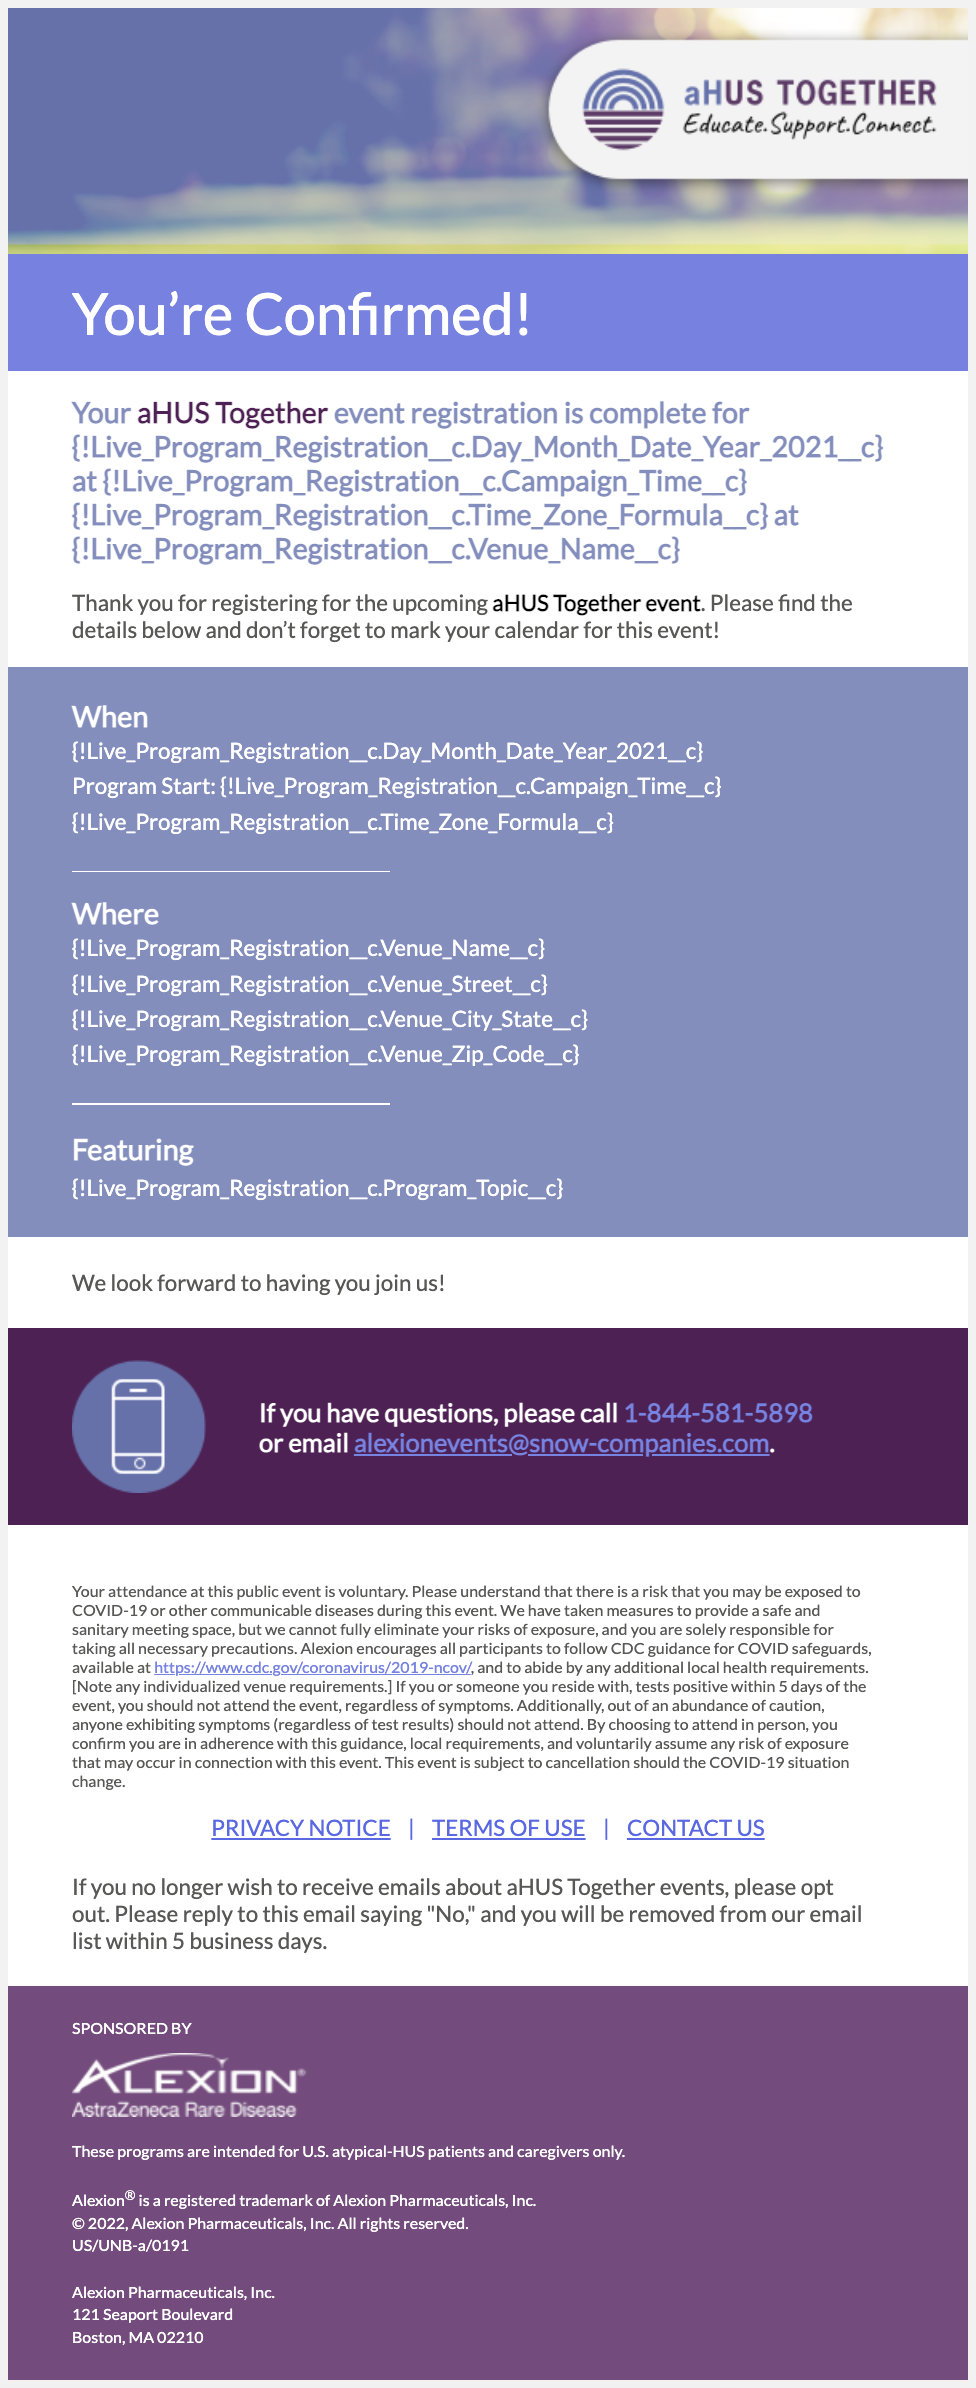 aHUS TOGETHER
Educate.Support.Connect.
You’re Confirmed!
Your aHUS Together event registration is complete for
{!Live_Program_Registration__c.Day_Month_Date_Year_2021__c}
at {!Live_Program_Registration__c.Campaign_Time__c}
{!Live_Program_Registration__c.Time_Zone_Formula__c} at
{!Live_Program_Registration__c.Venue_Name__c}
Thank you for registering for the upcoming aHUS Together event. Please find the
details below and don’t forget to mark your calendar for this event!
When
{!Live_Program_Registration__c.Day_Month_Date_Year_2021__c}
Program Start: {!Live_Program_Registration__c.Campaign_Time__c}
{!Live_Program_Registration__c.Time_Zone_Formula__c}
Where
{!Live_Program_Registration__c.Venue_Name__c}
{!Live_Program_Registration__c.Venue_Street__c}
{!Live_Program_Registration__c.Venue_City_State__c}
{!Live_Program_Registration__c.Venue_Zip_Code__c}
Featuring
{!Live_Program_Registration__c.Program_Topic__c}
We look forward to having you join us!
If you have questions, please call 1-844-581-5898
or email alexionevents@snow-companies.com.
Your attendance at this public event is voluntary. Please understand that there is a risk that you may be exposed to
COVID-19 or other communicable diseases during this event. We have taken measures to provide a safe and
sanitary meeting space, but we cannot fully eliminate your risks of exposure, and you are solely responsible for
taking all necessary precautions. Alexion encourages all participants to follow CDC guidance for COVID safeguards,
available at https://www.cdc.gov/coronavirus/2019-ncov/, and to abide by any additional local health requirements.
[Note any individualized venue requirements.] If you or someone you reside with, tests positive within 5 days of the
event, you should not attend the event, regardless of symptoms. Additionally, out of an abundance of caution,
anyone exhibiting symptoms (regardless of test results) should not attend. By choosing to attend in person, you
confirm you are in adherence with this guidance, local requirements, and voluntarily assume any risk of exposure
that may occur in connection with this event. This event is subject to cancellation should the COVID-19 situation
change.
PRIVACY NOTICE | TERMS OF USE | CONTACT US
If you no longer wish to receive emails about aHUS Together events, please opt
out. Please reply to this email saying "No," and you will be removed from our email
list within 5 business days.
SPONSORED BY
ALEXION®
AstraZeneca Rare Disease
These programs are intended for U.S. atypical-HUS patients and caregivers only.
Alexion® is a registered trademark of Alexion Pharmaceuticals, Inc.
© 2022, Alexion Pharmaceuticals, Inc. All rights reserved.
US/UNB-a/0191
Alexion Pharmaceuticals, Inc.
121 Seaport Boulevard
Boston, MA 02210